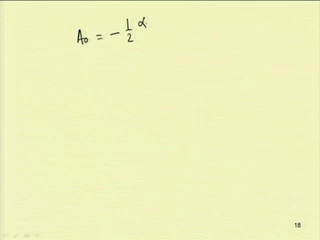 A₀ = - 1/2 α
18